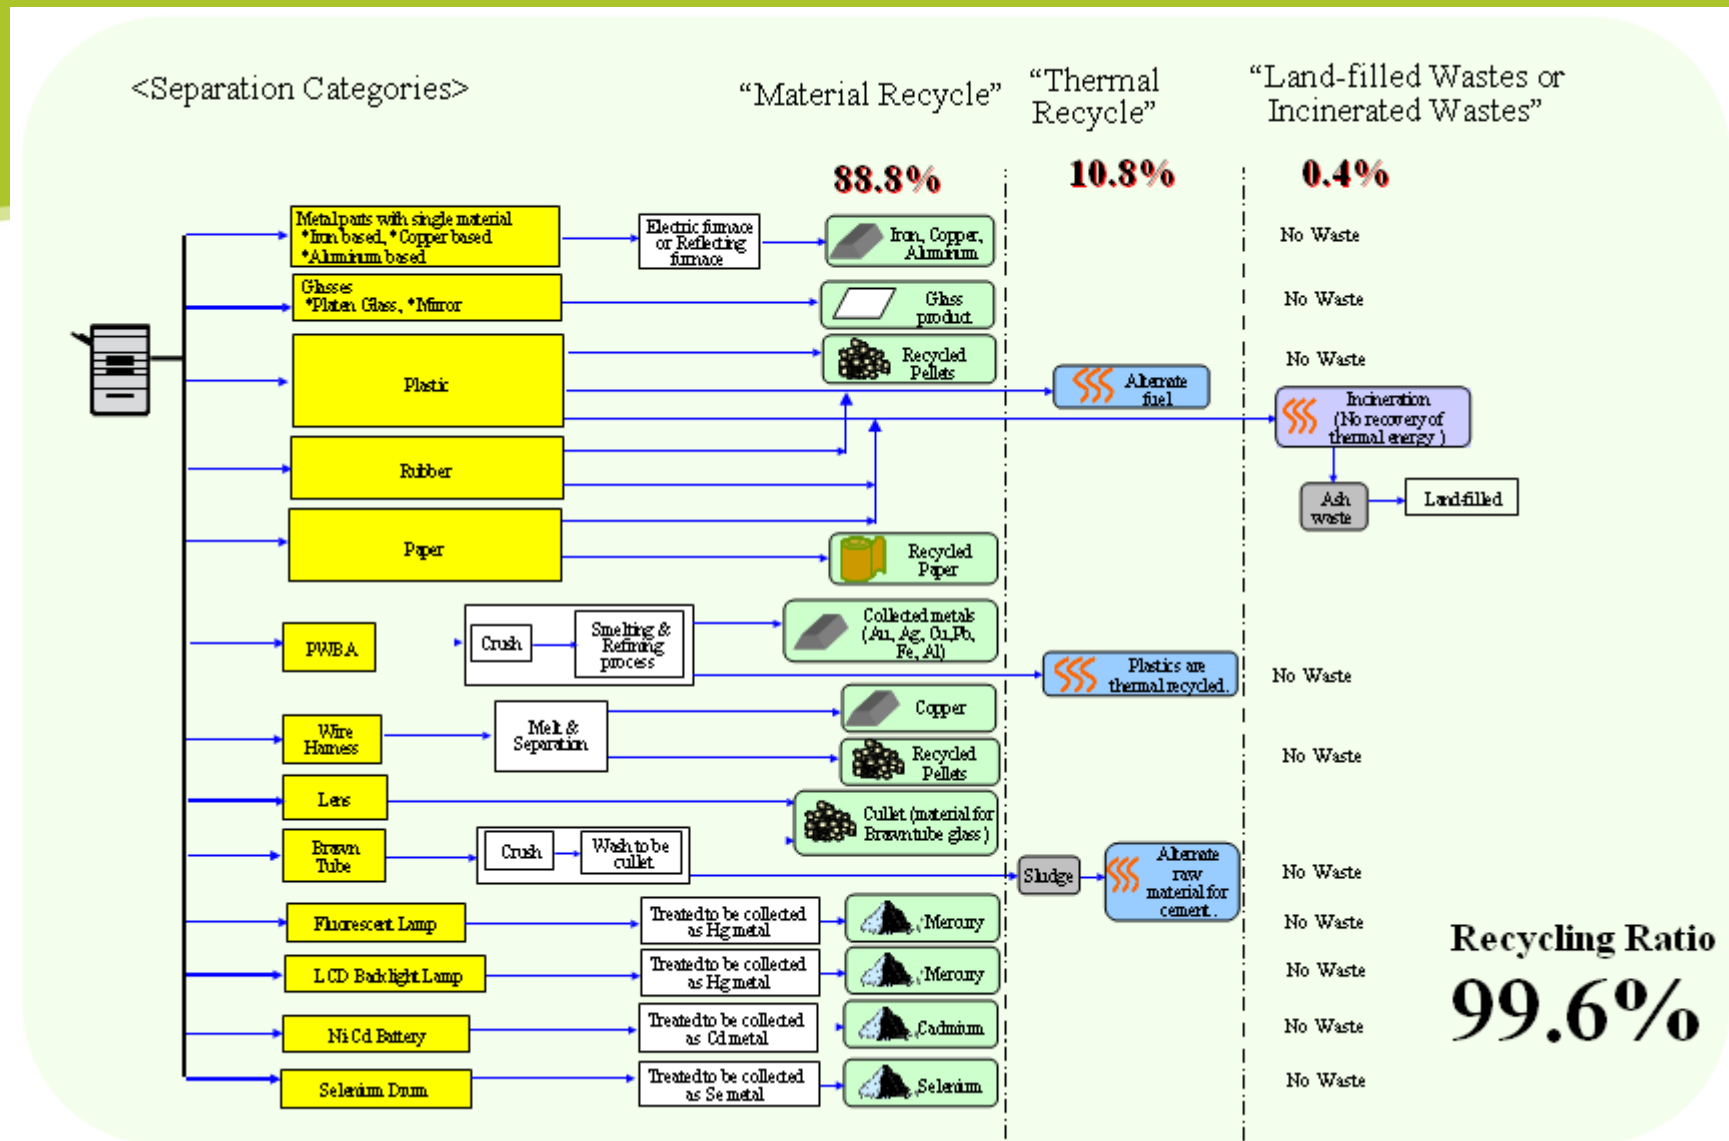 <Separation Categories>
“Material Recycle”
“Thermal
Recycle”
“Land-filled Wastes or
Incinerated Wastes”
88.8%
10.8%
0.4%
Metal parts with single material
*Iron based, *Copper based
*Aluminum based
Electric furnace
or Reflecting
furnace
Iron, Copper,
Aluminum
No Waste
Glasses
*Platen Glass, *Mirror
Glass
product
No Waste
Plastic
Recycled
Pellets
No Waste
Alternate
fuel
Incineration
(No recovery of
thermal energy )
Rubber
Ash
waste
Land-filled
Paper
Recycled
Paper
PWBA
Crush
Smelting &
Refining
process
Collected metals
(Au, Ag, Cu,Pb,
Fe, Al)
Plastics are
thermal recycled.
No Waste
Wire
Harness
Melt &
Separation
Copper
Recycled
Pellets
No Waste
Lens
Cullet (material for
Brawn tube glass)
Brawn
Tube
Crush
Wash to be
cullet
Sludge
Alternate
raw
material for
cement.
No Waste
Fluorescent Lamp
Treated to be collected
as Hg metal
Mercury
No Waste
LCD Backlight Lamp
Treated to be collected
as Hg metal
Mercury
No Waste
Ni Cd Battery
Treated to be collected
as Cd metal
Cadmium
No Waste
Selenium Drum
Treated to be collected
as Se metal
Selenium
No Waste
Recycling Ratio
99.6%